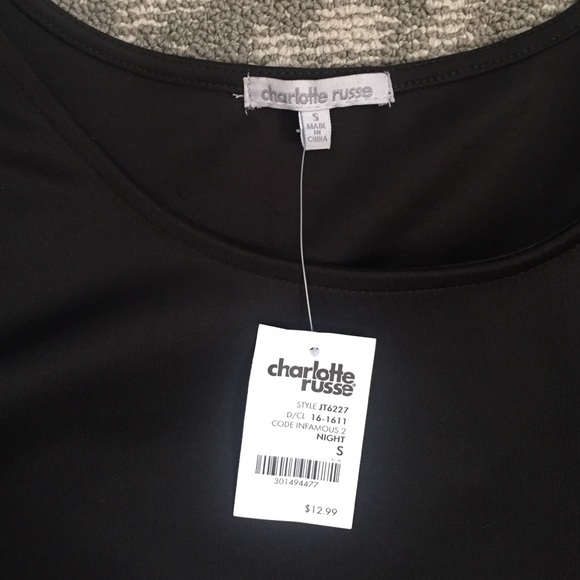 charlotte russe
S
MADE
IN
CHINA
charlotte
russe
STYLE JT6227
D/CL 16-1611
CODE INFAMOUS 2
NIGHT
S
301494477
$12.99